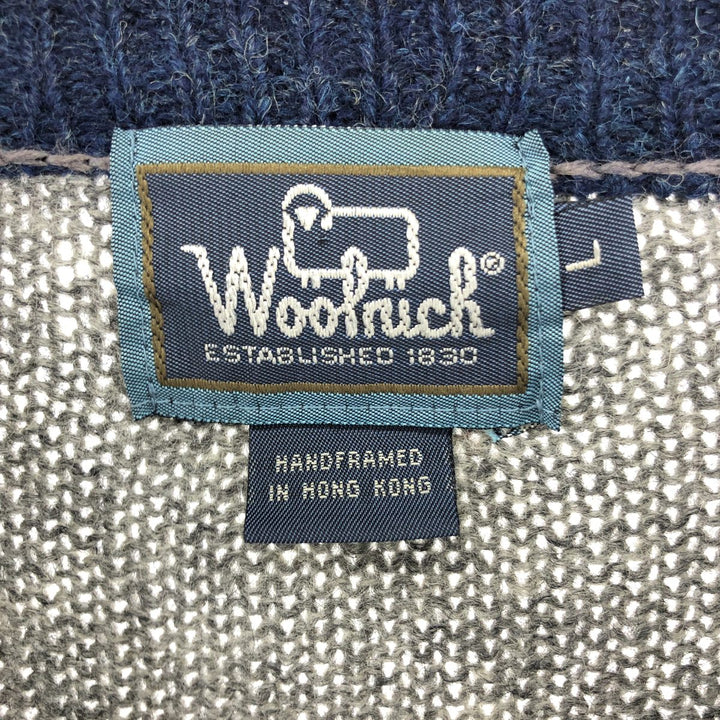 Woolrich®
L
ESTABLISHED 1830
HANDFRAMED
IN HONG KONG